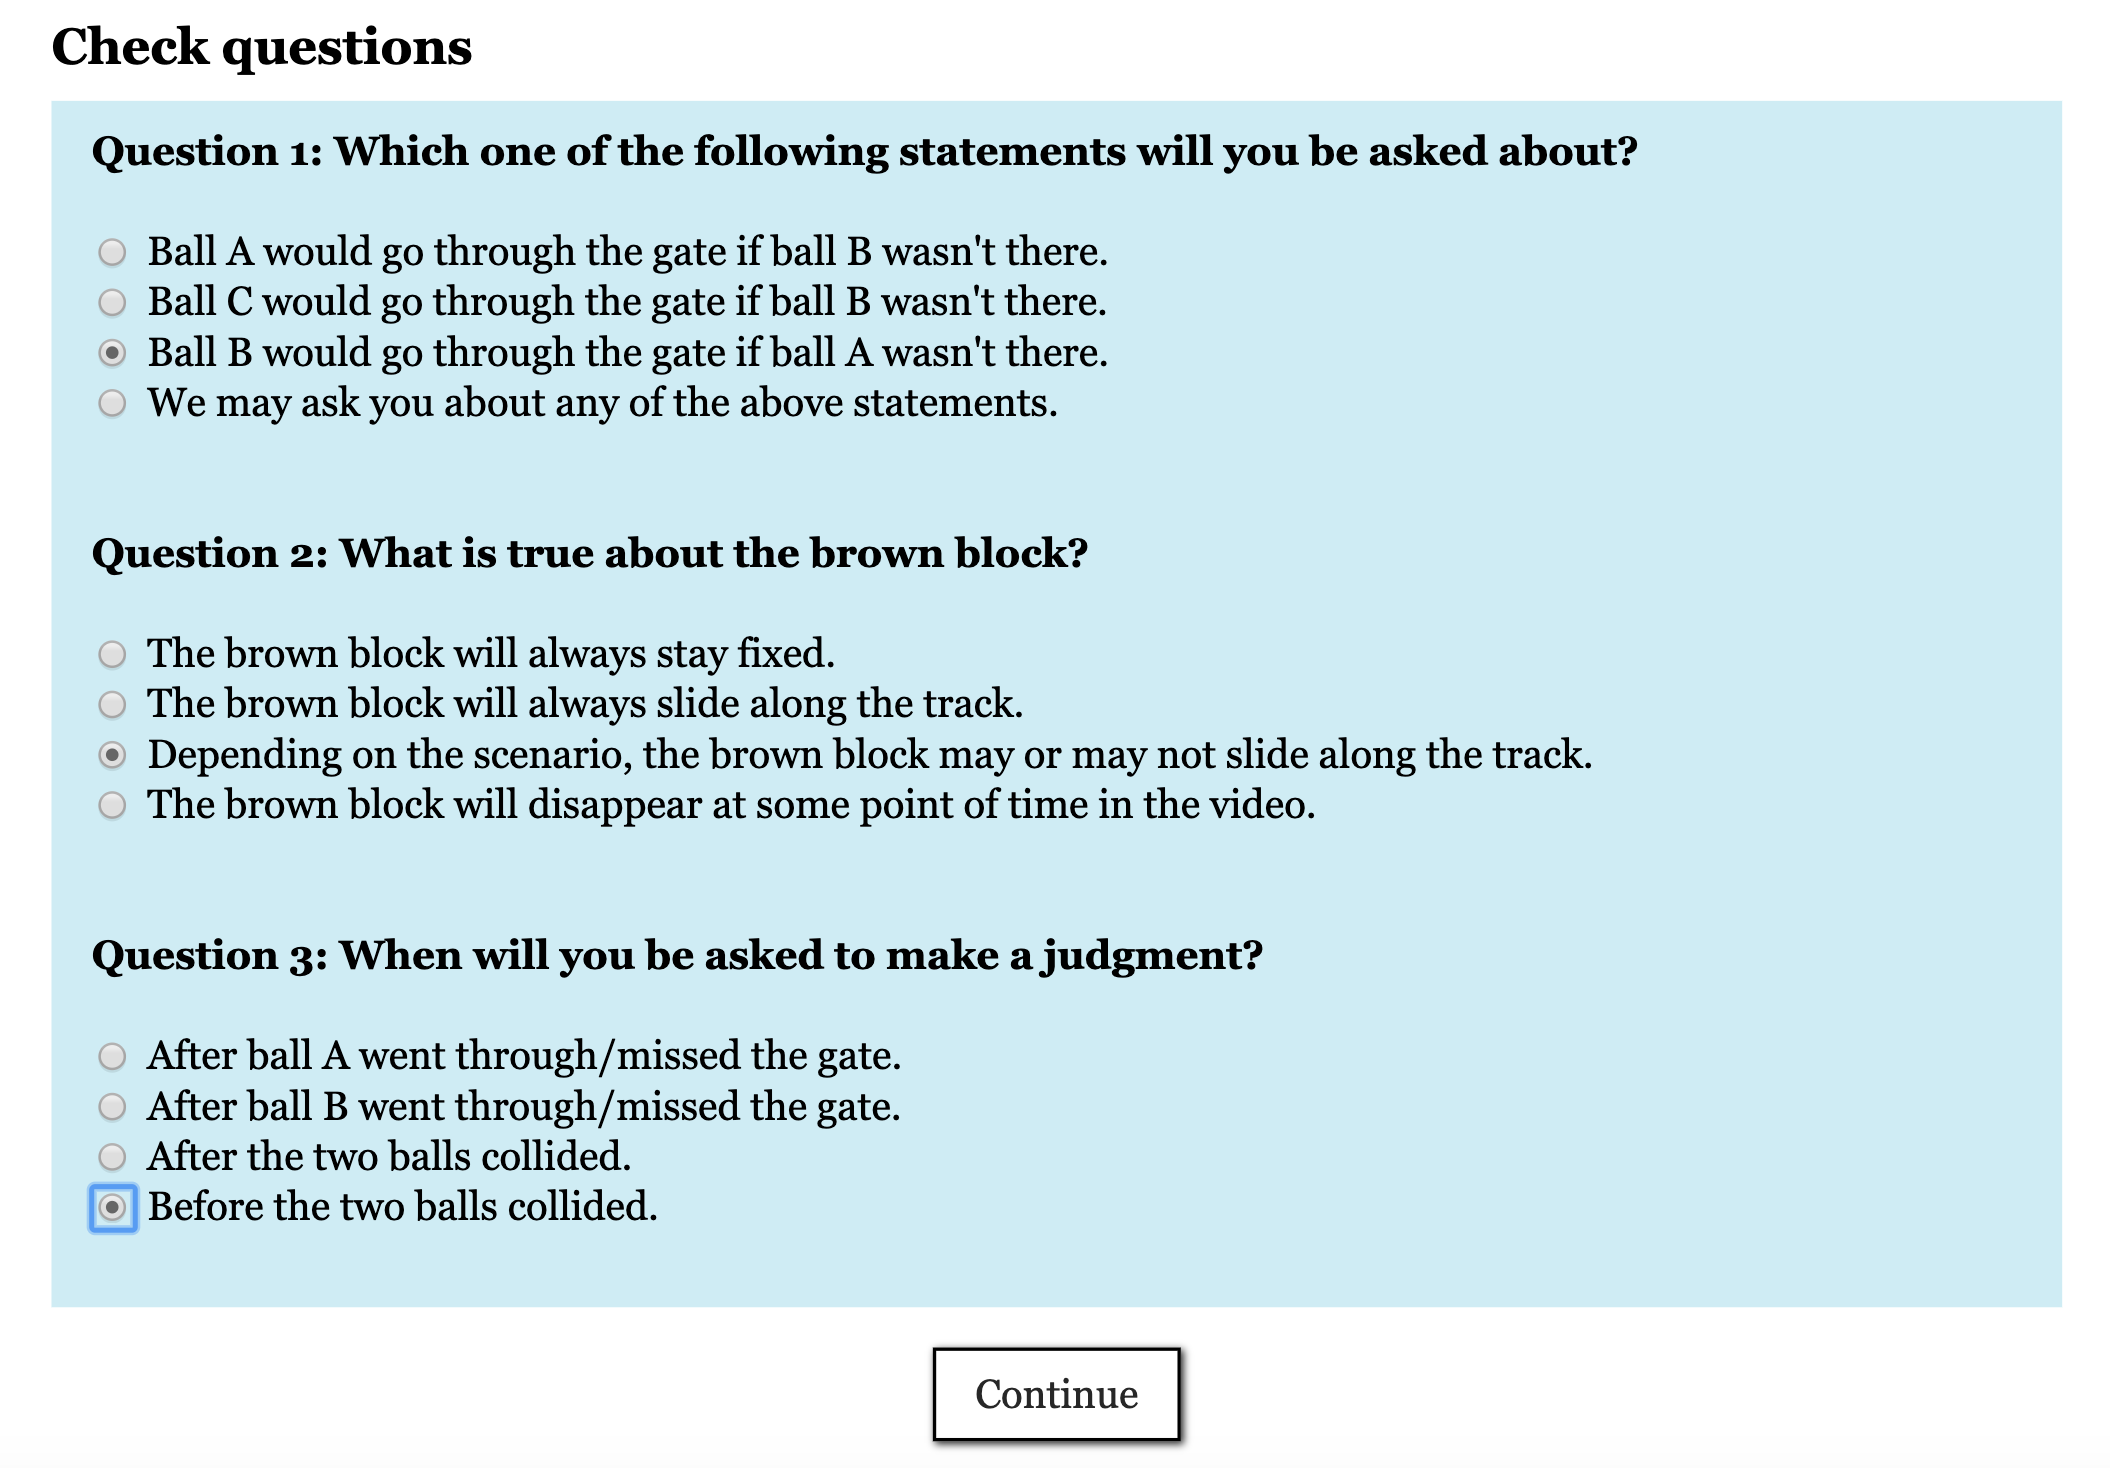 Check questions
Question 1: Which one of the following statements will you be asked about?
Ball A would go through the gate if ball B wasn't there.
Ball C would go through the gate if ball B wasn't there.
Ball B would go through the gate if ball A wasn't there.
We may ask you about any of the above statements.
Question 2: What is true about the brown block?
The brown block will always stay fixed.
The brown block will always slide along the track.
Depending on the scenario, the brown block may or may not slide along the track.
The brown block will disappear at some point of time in the video.
Question 3: When will you be asked to make a judgment?
After ball A went through/missed the gate.
After ball B went through/missed the gate.
After the two balls collided.
Before the two balls collided.
Continue